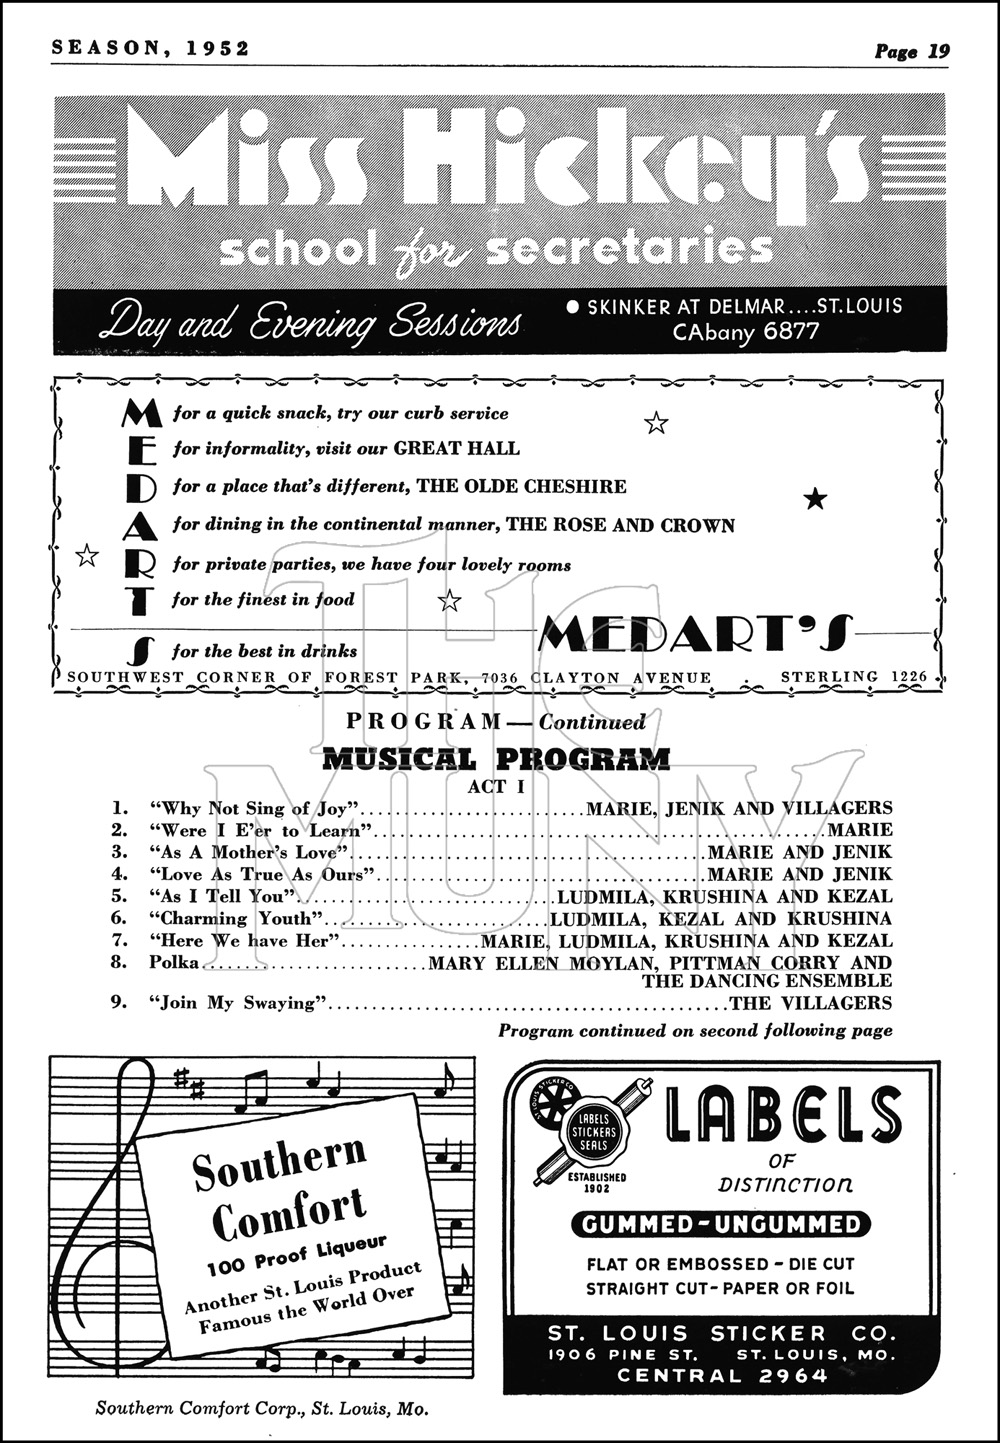 SEASON, 1952 Page 19
Miss Hickey's
school for secretaries
Day and Evening Sessions
• SKINKER AT DELMAR....ST.LOUIS
CAbany 6877
M for a quick snack, try our curb service
E for informality, visit our GREAT HALL
D for a place that's different, THE OLDE CHESHIRE
A for dining in the continental manner, THE ROSE AND CROWN
R for private parties, we have four lovely rooms
T for the finest in food
S for the best in drinks
MEDART'S
SOUTHWEST CORNER OF FOREST PARK, 7036 CLAYTON AVENUE . STERLING 1226
THE
MUNY
PROGRAM—Continued
MUSICAL PROGRAM
ACT I
1. “Why Not Sing of Joy”............................MARIE, JENIK AND VILLAGERS
2. “Were I E'er to Learn”........................................................MARIE
3. “As A Mother's Love”............................................MARIE AND JENIK
4. “Love As True As Ours”.........................................MARIE AND JENIK
5. “As I Tell You”................................LUDMILA, KRUSHINA AND KEZAL
6. “Charming Youth”............................LUDMILA, KEZAL AND KRUSHINA
7. “Here We have Her”.................MARIE, LUDMILA, KRUSHINA AND KEZAL
8. Polka............................MARY ELLEN MOYLAN, PITTMAN CORRY AND
THE DANCING ENSEMBLE
9. “Join My Swaying”..................................................THE VILLAGERS
Program continued on second following page
Southern
Comfort
100 Proof Liqueur
Another St. Louis Product
Famous the World Over
Southern Comfort Corp., St. Louis, Mo.
ST. LOUIS STICKER CO.
LABELS
STICKERS
SEALS
ESTABLISHED
1902
LABELS
OF
DISTINCTION
GUMMED-UNGUMMED
FLAT OR EMBOSSED - DIE CUT
STRAIGHT CUT- PAPER OR FOIL
ST. LOUIS STICKER CO.
1906 PINE ST. ST. LOUIS, MO.
CENTRAL 2964